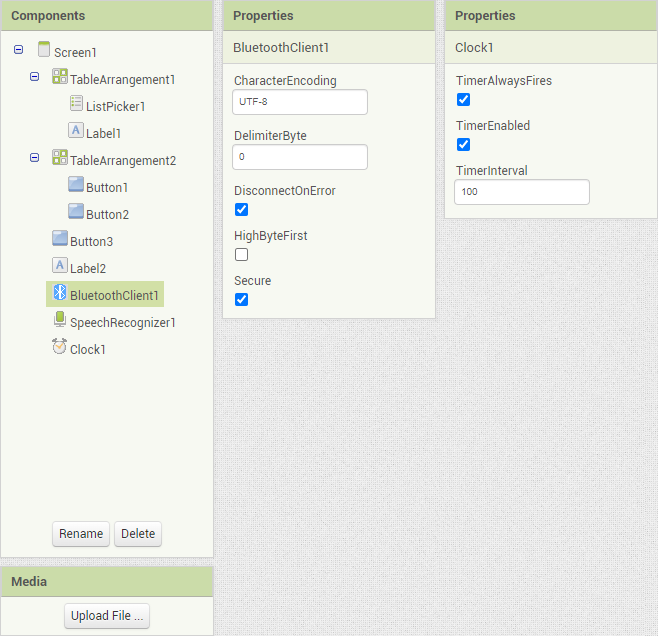 Components
Screen1
TableArrangement1
ListPicker1
A Label1
TableArrangement2
Button1
Button2
Button3
A Label2
BluetoothClient1
SpeechRecognizer1
Clock1
Rename Delete
Media
Upload File ...
Properties
BluetoothClient1
CharacterEncoding
UTF-8
DelimiterByte
0
DisconnectOnError
HighByteFirst
Secure
Properties
Clock1
TimerAlwaysFires
TimerEnabled
TimerInterval
100